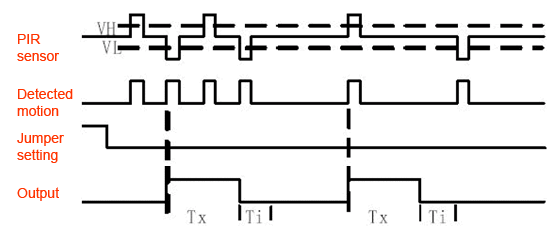 VH
PIR
sensor
VL
Detected
motion
Jumper
setting
Output
Tx Ti Tx Ti